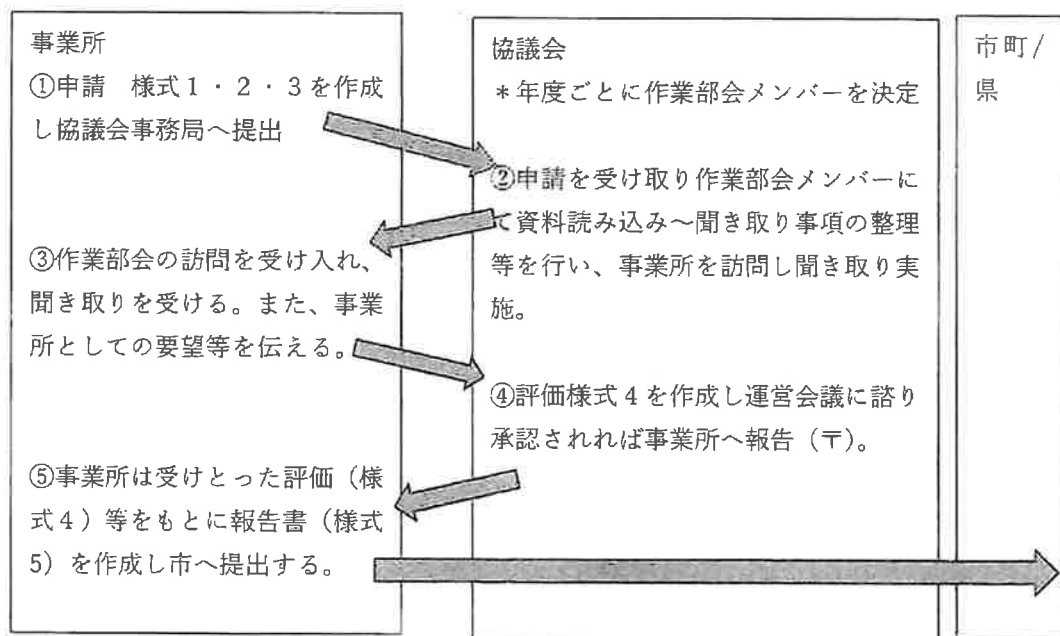 事業所
①申請　様式1・2・3を作成
し協議会事務局へ提出
③作業部会の訪問を受け入れ、
聞き取りを受ける。また、事業
所としての要望等を伝える。
⑤事業所は受けとった評価（様
式4）等をもとに報告書（様式
5）を作成し市へ提出する。
協議会
＊年度ごとに作業部会メンバーを決定
②申請を受け取り作業部会メンバーに
て資料読み込み～聞き取り事項の整理
等を行い、事業所を訪問し聞き取り実
施。
④評価様式4を作成し運営会議に諮り
承認されれば事業所へ報告（〒）。
市町/
県